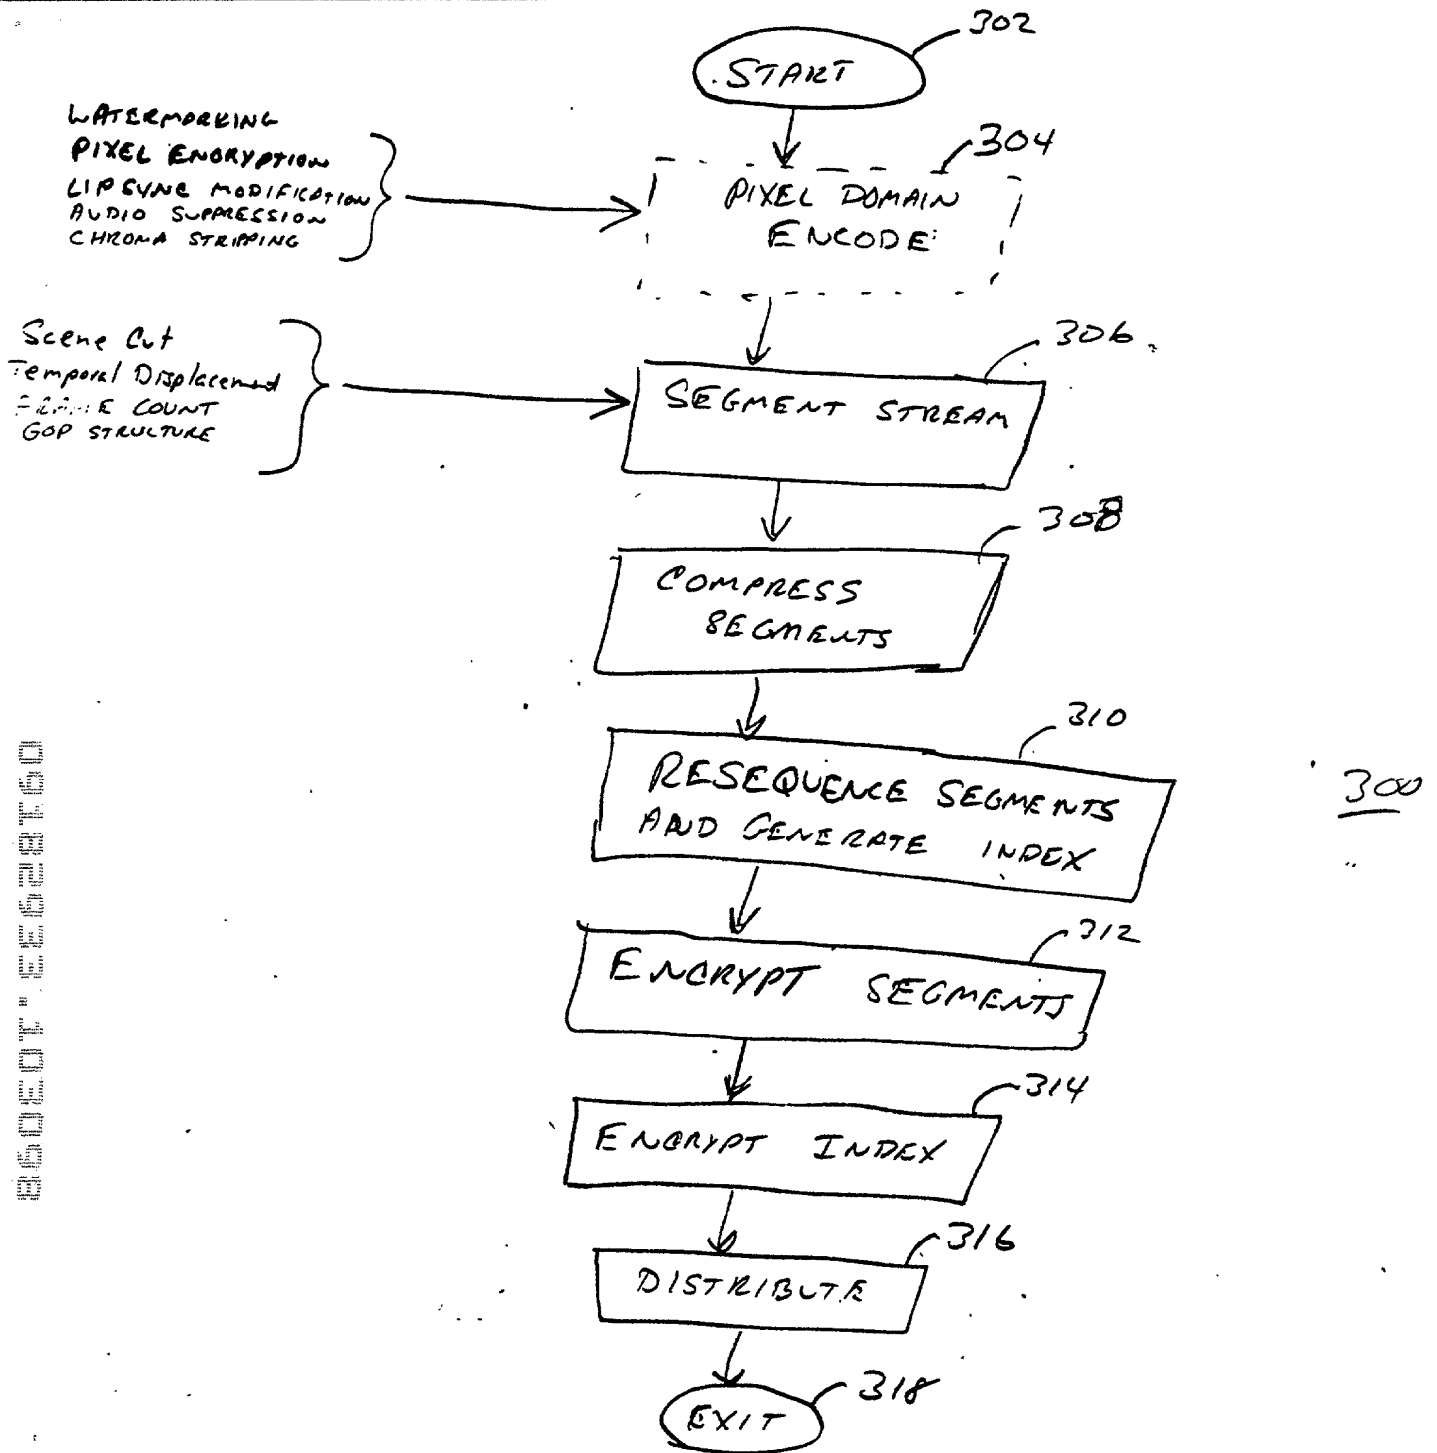 302
START
WATERMARKING
PIXEL ENCRYPTION
LIPSYNC MODIFICATION
AUDIO SUPPRESSION
CHROMA STRIPPING
304
PIXEL DOMAIN
ENCODE
Scene Cut
Temporal Displacement
FRAME COUNT
GOP STRUCTURE
306
SEGMENT STREAM
308
COMPRESS
SEGMENTS
310
RESEQUENCE SEGMENTS
AND GENERATE INDEX
300
312
ENCRYPT SEGMENTS
314
ENCRYPT INDEX
316
DISTRIBUTE
318
EXIT